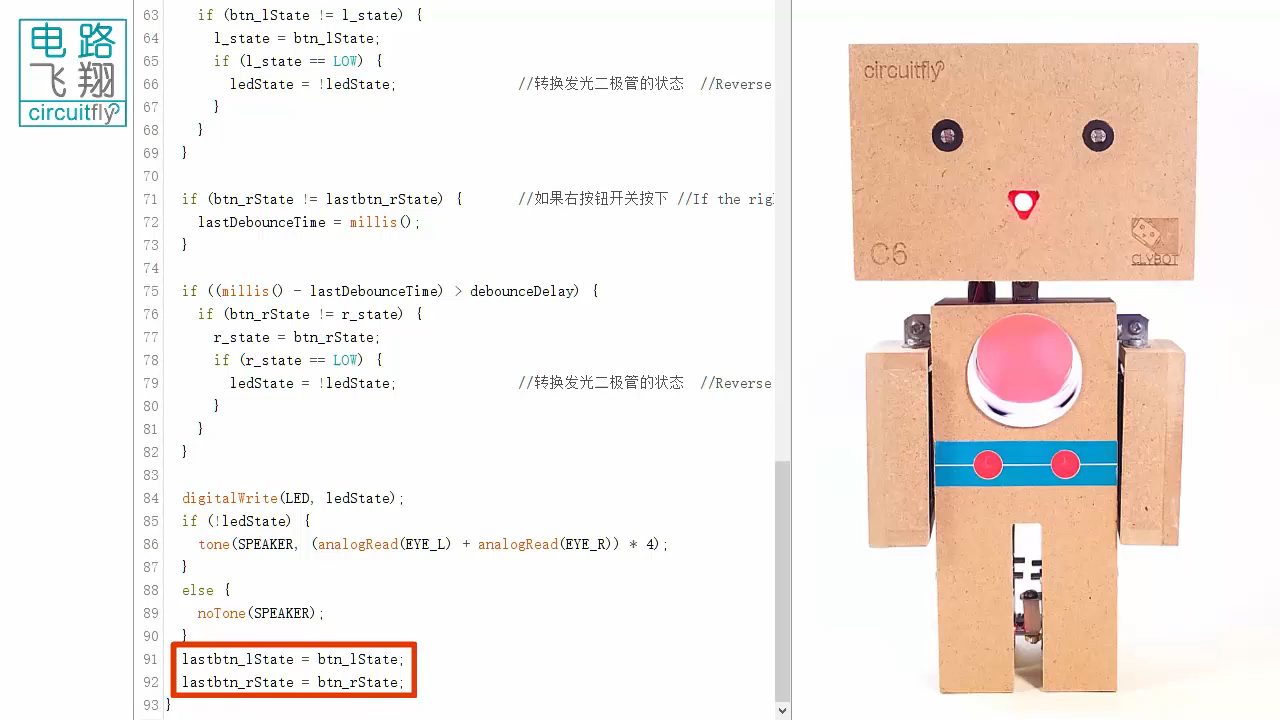 电路
飞翔
circuitfly
63 if (btn_lState != l_state) {
64 l_state = btn_lState;
65 if (l_state == LOW) {
66 ledState = !ledState; //转换发光二极管的状态 //Reverse
67 }
68 }
69 }
70
71 if (btn_rState != lastbtn_rState) { //如果右按钮开关按下 //If the rig
72 lastDebounceTime = millis();
73 }
74
75 if ((millis() - lastDebounceTime) > debounceDelay) {
76 if (btn_rState != r_state) {
77 r_state = btn_rState;
78 if (r_state == LOW) {
79 ledState = !ledState; //转换发光二极管的状态 //Reverse
80 }
81 }
82 }
83
84 digitalWrite(LED, ledState);
85 if (!ledState) {
86 tone(SPEAKER, (analogRead(EYE_L) + analogRead(EYE_R)) * 4);
87 }
88 else {
89 noTone(SPEAKER);
90 }
91 lastbtn_lState = btn_lState;
92 lastbtn_rState = btn_rState;
93 }
circuitfly
C6
CLYBOT